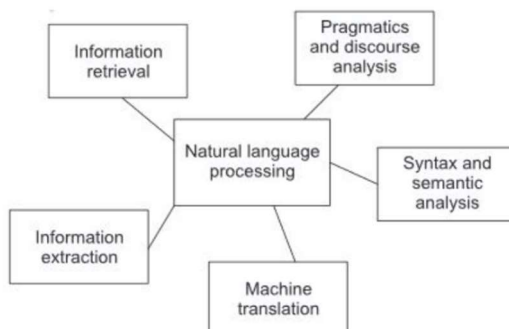 Information
retrieval
Pragmatics
and discourse
analysis
Natural language
processing
Syntax and
semantic
analysis
Information
extraction
Machine
translation